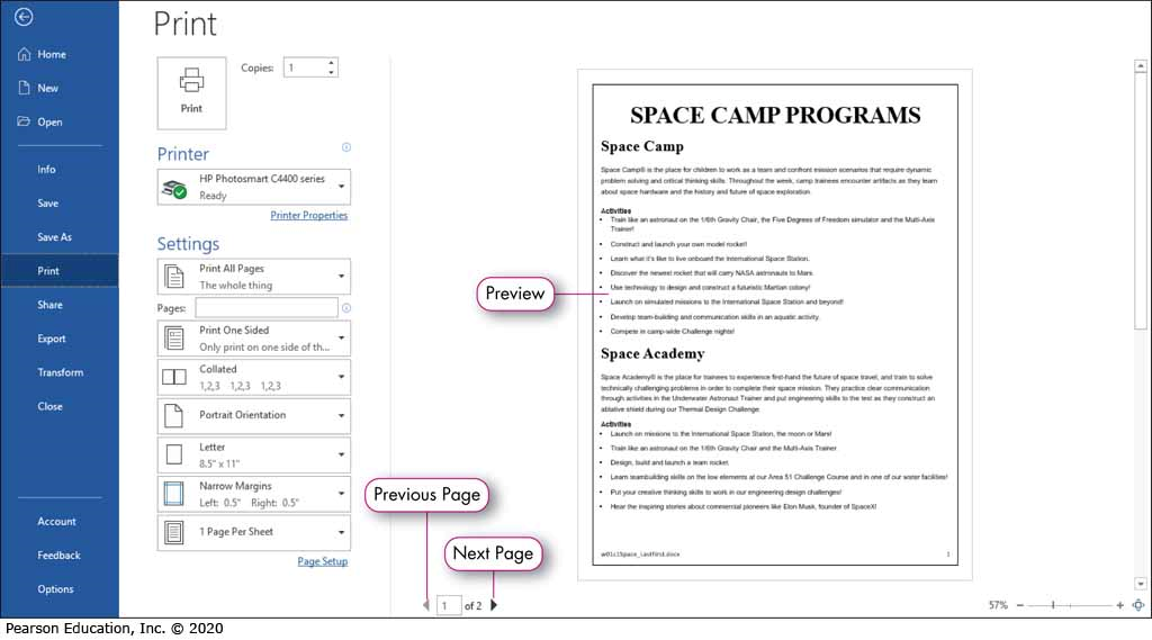 Print
Home
New
Open
Info
Save
Save As
Print
Share
Export
Transform
Close
Account
Feedback
Options
Print
Copies: 1
Printer
HP Photosmart C4400 series
Ready
Printer Properties
Settings
Print All Pages
The whole thing
Pages:
Print One Sided
Only print on one side of th...
Collated
1,2,3 1,2,3 1,2,3
Portrait Orientation
Letter
8.5" x 11"
Narrow Margins
Left: 0.5" Right: 0.5"
1 Page Per Sheet
Page Setup
Preview
Previous Page
Next Page
1 of 2
SPACE CAMP PROGRAMS
Space Camp
Space Camp® is the place for children to work as a team and confront mission scenarios that require dynamic
problem solving and critical thinking skills. Throughout the week, camp trainees encounter artifacts as they learn
about space hardware and the history and future of space exploration.
Activities
• Train like an astronaut on the 1/6th Gravity Chair, the Five Degrees of Freedom simulator and the Multi-Axis
Trainer!
• Construct and launch your own model rocket!
• Learn what it's like to live onboard the International Space Station.
• Discover the newest rocket that will carry NASA astronauts to Mars.
• Use technology to design and construct a futuristic Martian colony!
• Launch on simulated missions to the International Space Station and beyond!
• Develop team-building and communication skills in an aquatic activity.
• Compete in camp-wide Challenge nights!
Space Academy
Space Academy® is the place for trainees to experience first-hand the future of space travel, and train to solve
technically challenging problems in order to complete their space mission. They practice clear communication
through activities in the Underwater Astronaut Trainer and put engineering skills to the test as they construct an
ablative shield during our Thermal Design Challenge.
Activities
• Launch on missions to the International Space Station, the moon or Mars!
• Train like an astronaut on the 1/6th Gravity Chair and the Multi-Axis Trainer.
• Design, build and launch a team rocket.
• Learn teambuilding skills on the low elements at our Area 51 Challenge Course and in one of our water facilities!
• Put your creative thinking skills to work in our engineering design challenges!
• Hear the inspiring stories about commercial pioneers like Elon Musk, founder of SpaceX!
w01c1Space_LastFirst.docx 1
57%
Pearson Education, Inc. © 2020